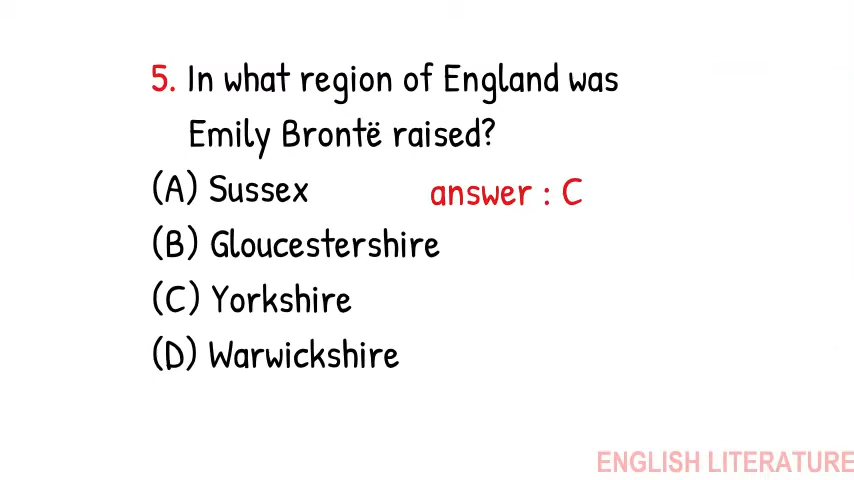 5. In what region of England was
Emily Brontë raised?
(A) Sussex
answer : C
(B) Gloucestershire
(C) Yorkshire
(D) Warwickshire
ENGLISH LITERATURE